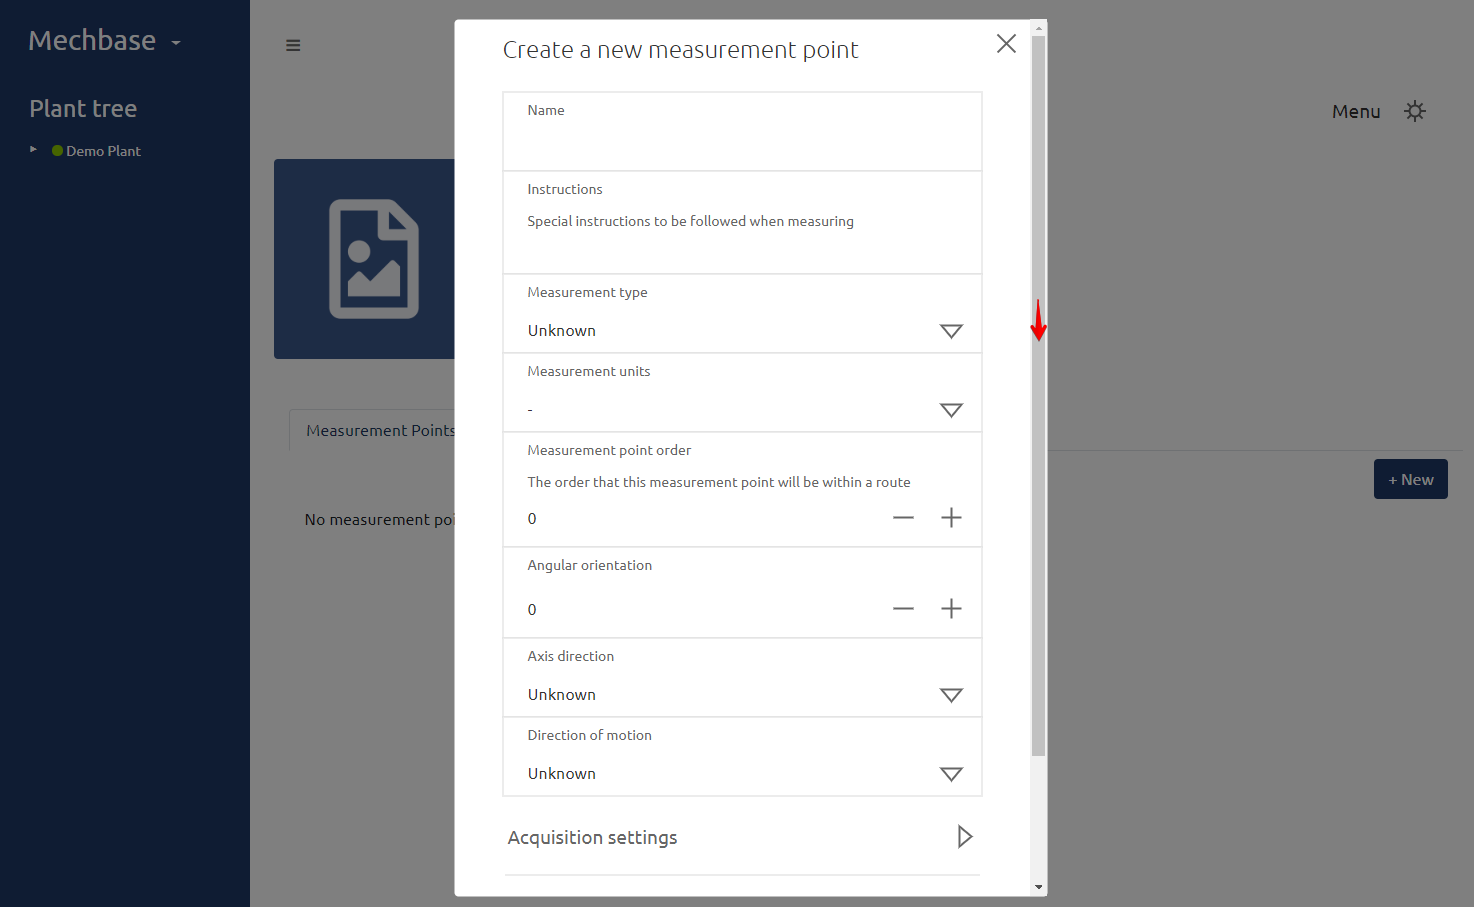 Mechbase
Plant tree
Demo Plant
Menu
Measurement Points
+ New
No measurement poi
Create a new measurement point
Name
Instructions
Special instructions to be followed when measuring
Measurement type
Unknown
Measurement units
-
Measurement point order
The order that this measurement point will be within a route
0
Angular orientation
0
Axis direction
Unknown
Direction of motion
Unknown
Acquisition settings